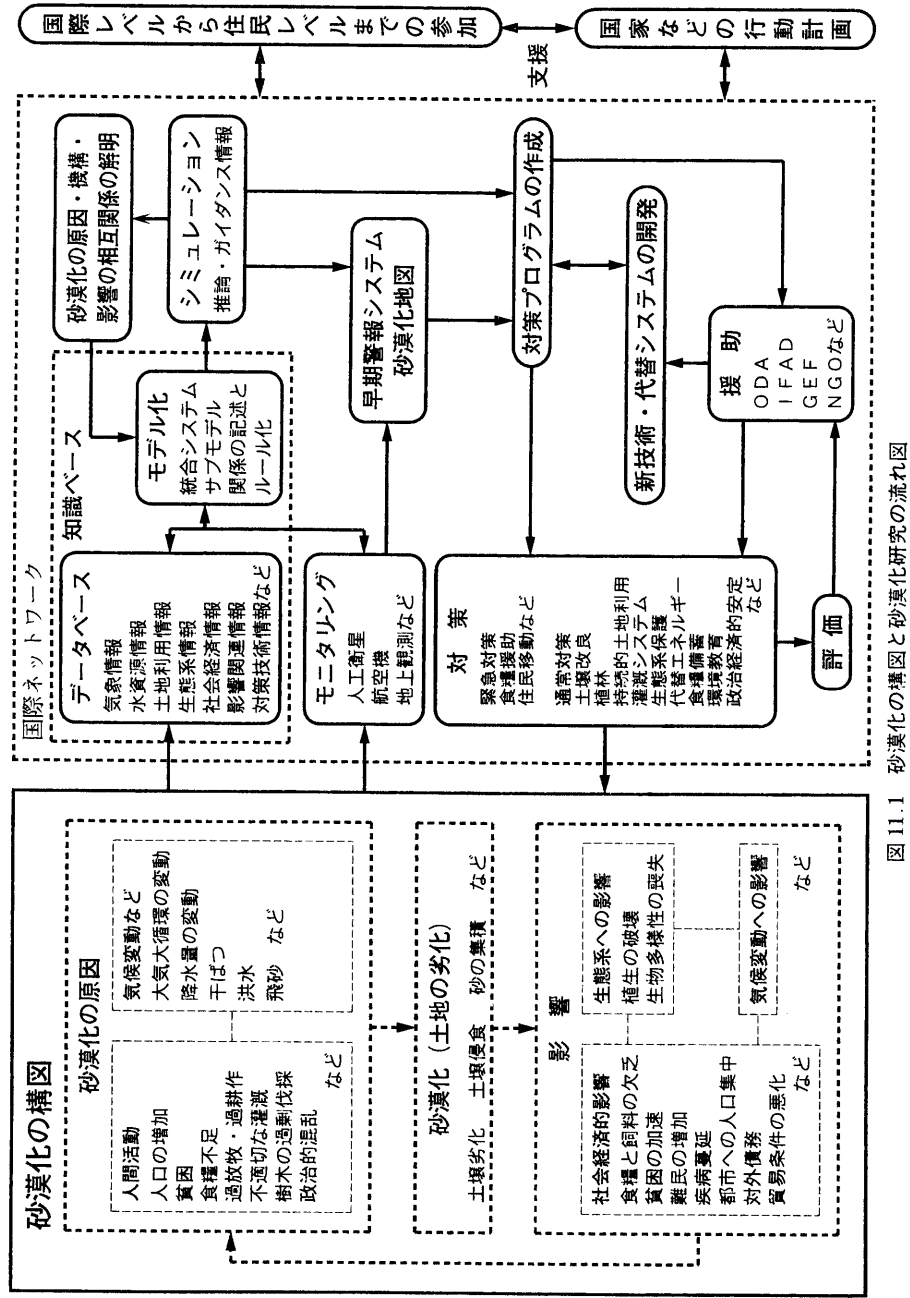 砂漠化の構図
砂漠化の原因
人間活動
人口の増加
貧困
食糧不足
過放牧・過耕作
不適切な灌漑
樹木の過剰伐採
政治的混乱
など
気候変動など
大気大循環の変動
降水量の変動
干ばつ
洪水
飛砂 など
砂漠化（土地の劣化）
土壌劣化 土壌侵食 砂の集積 など
影 響
社会経済的影響
食糧と飼料の欠乏
貧困の加速
難民の増加
疾病蔓延
都市への人口集中
対外債務
貿易条件の悪化
など
生態系への影響
植生の破壊
生物多様性の喪失
気候変動への影響
など
国際ネットワーク
知識ベース
データベース
気象情報
水資源情報
土地利用情報
生態系情報
社会経済情報
影響関連情報
対策技術情報など
モデル化
統合システム
サブモデル
関係の記述と
ルール化
砂漠化の原因・機構・
影響の相互関係の解明
シミュレーション
推論・ガイダンス情報
モニタリング
人工衛星
航空機
地上観測など
早期警報システム
砂漠化地図
対 策
緊急対策
食糧援助
住民移動など
通常対策
土壌改良
植林
持続的土地利用
灌漑システム
生態系保護
代替エネルギー
食糧備蓄
環境教育
政治経済的安定
など
対策プログラムの作成
新技術・代替システムの開発
援 助
ODA
IFAD
GEF
NGOなど
評価
国際レベルから住民レベルまでの参加
支援
国家などの行動計画
図 11.1 砂漠化の構図と砂漠化研究の流れ図